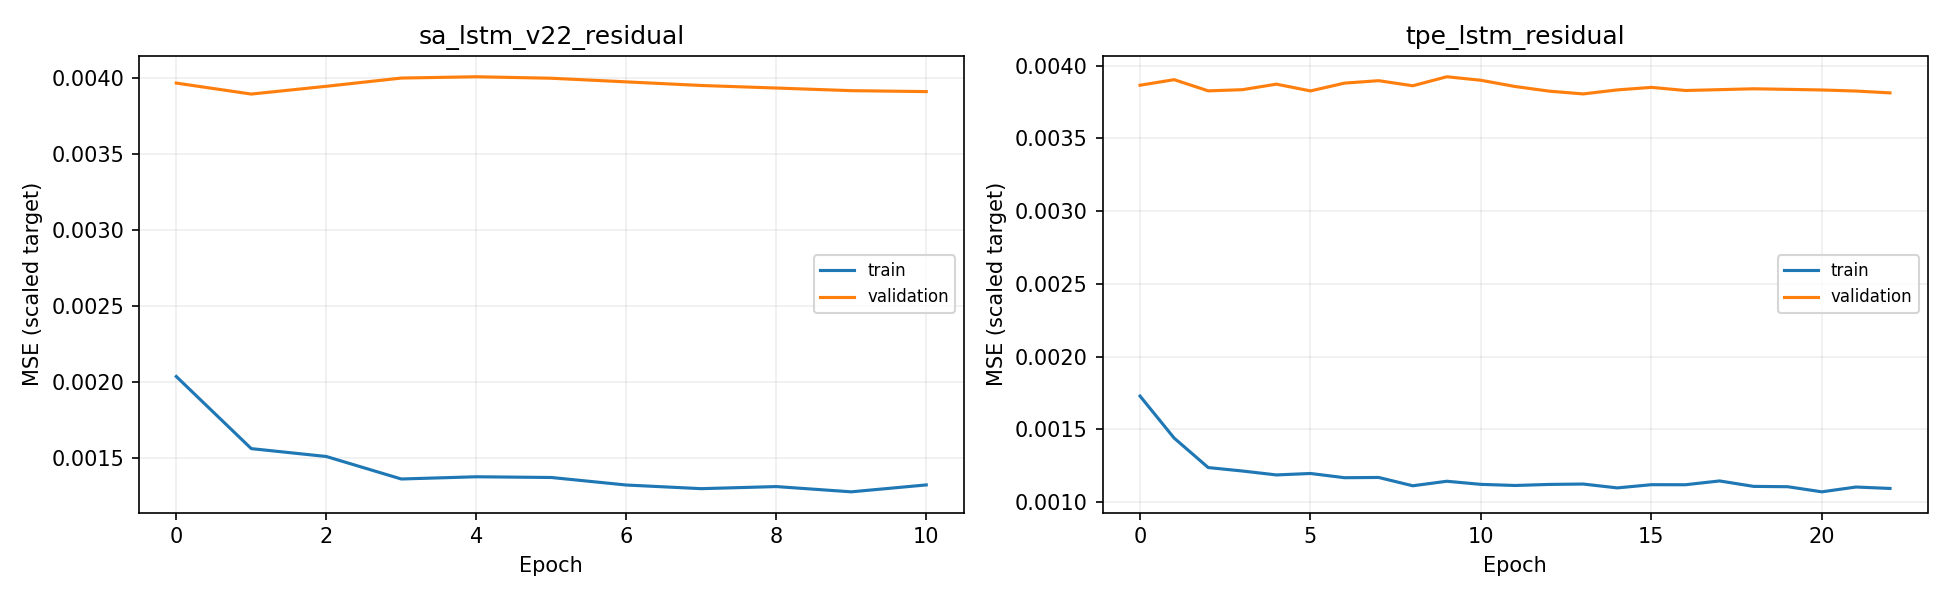 sa_lstm_v22_residual
MSE (scaled target)
0.0040
0.0035
0.0030
0.0025
0.0020
0.0015
train
validation
0 2 4 6 8 10
Epoch
tpe_lstm_residual
MSE (scaled target)
0.0040
0.0035
0.0030
0.0025
0.0020
0.0015
0.0010
train
validation
0 5 10 15 20
Epoch